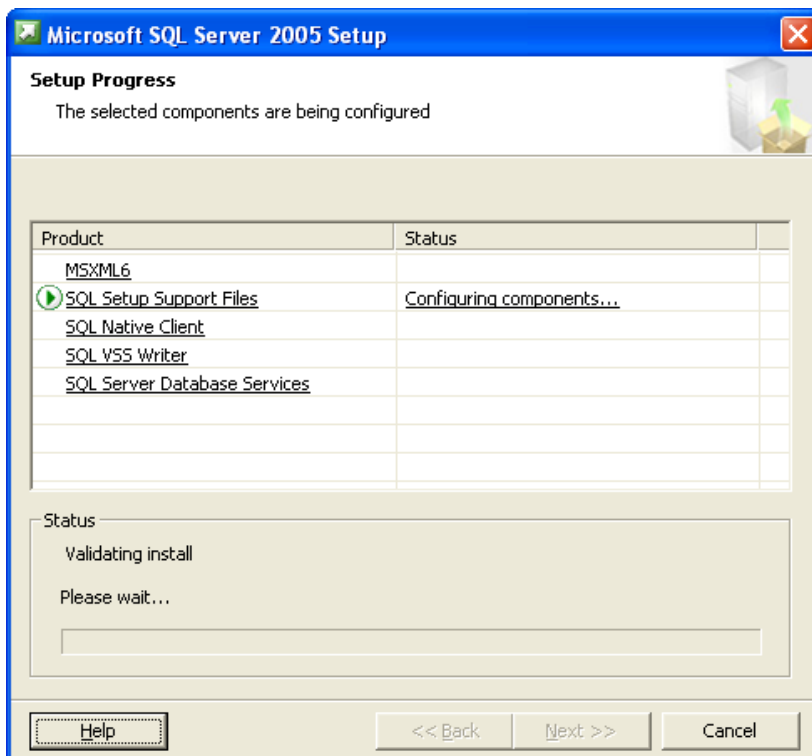 Microsoft SQL Server 2005 Setup
Setup Progress
The selected components are being configured
Product Status
MSXML6
SQL Setup Support Files Configuring components...
SQL Native Client
SQL VSS Writer
SQL Server Database Services
Status
Validating install
Please wait...
Help << Back Next >> Cancel